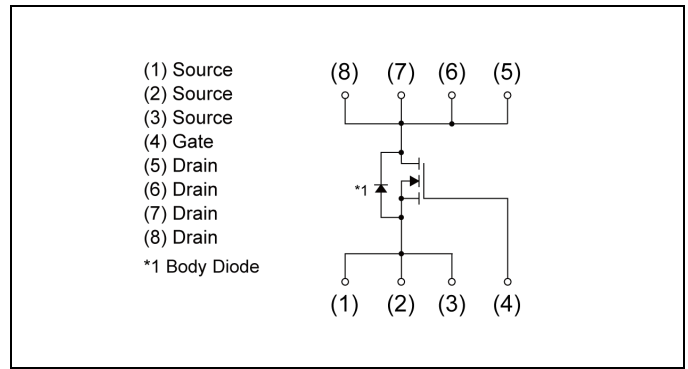 (1) Source
(2) Source
(3) Source
(4) Gate
(5) Drain
(6) Drain
(7) Drain
(8) Drain
*1 Body Diode
(8) (7) (6) (5)
*1
(1) (2) (3) (4)